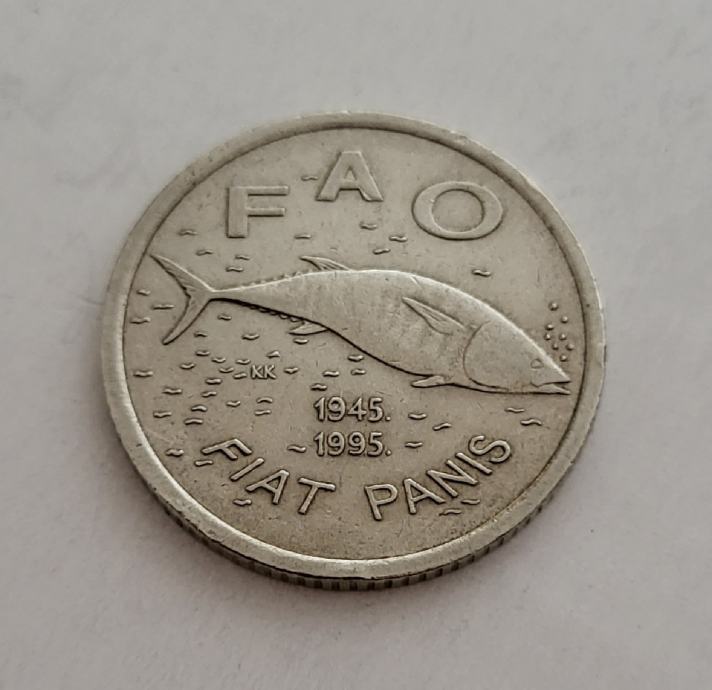 FAO
KK
1945.
1995.
FIAT PANIS